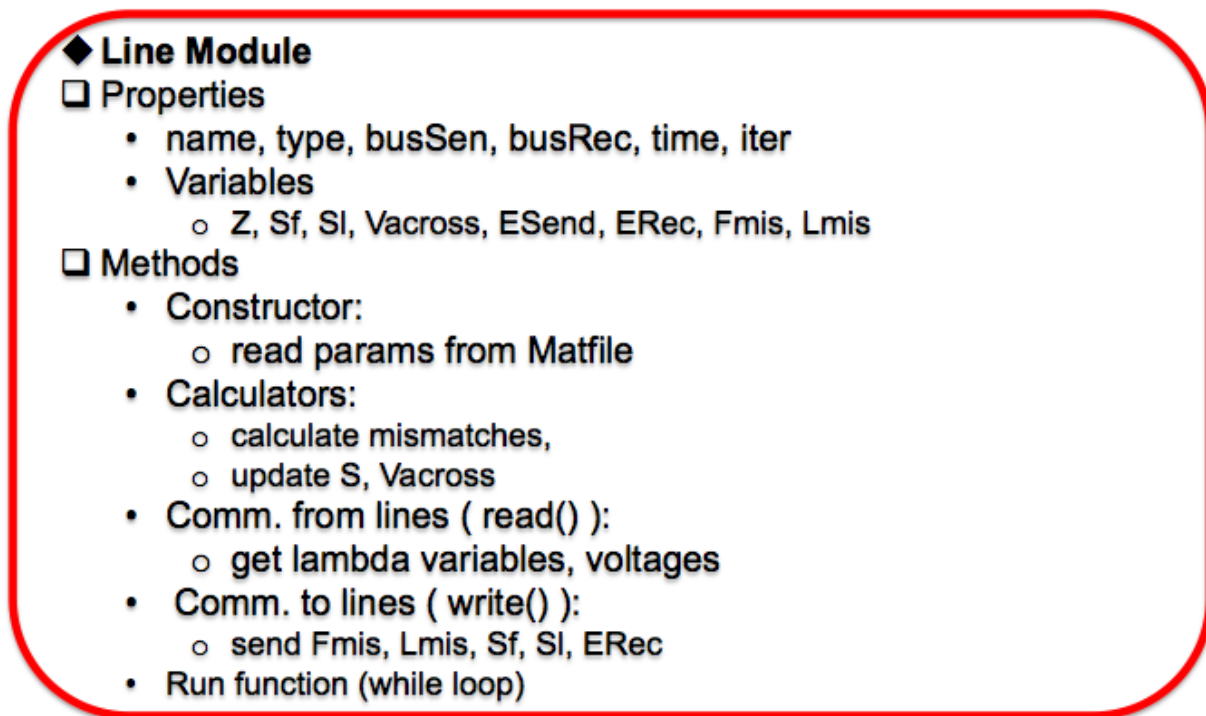 ◆ Line Module
❑ Properties
• name, type, busSen, busRec, time, iter
• Variables
o Z, Sf, Sl, Vacross, ESend, ERec, Fmis, Lmis
❑ Methods
• Constructor:
o read params from Matfile
• Calculators:
o calculate mismatches,
o update S, Vacross
• Comm. from lines ( read() ):
o get lambda variables, voltages
• Comm. to lines ( write() ):
o send Fmis, Lmis, Sf, Sl, ERec
• Run function (while loop)